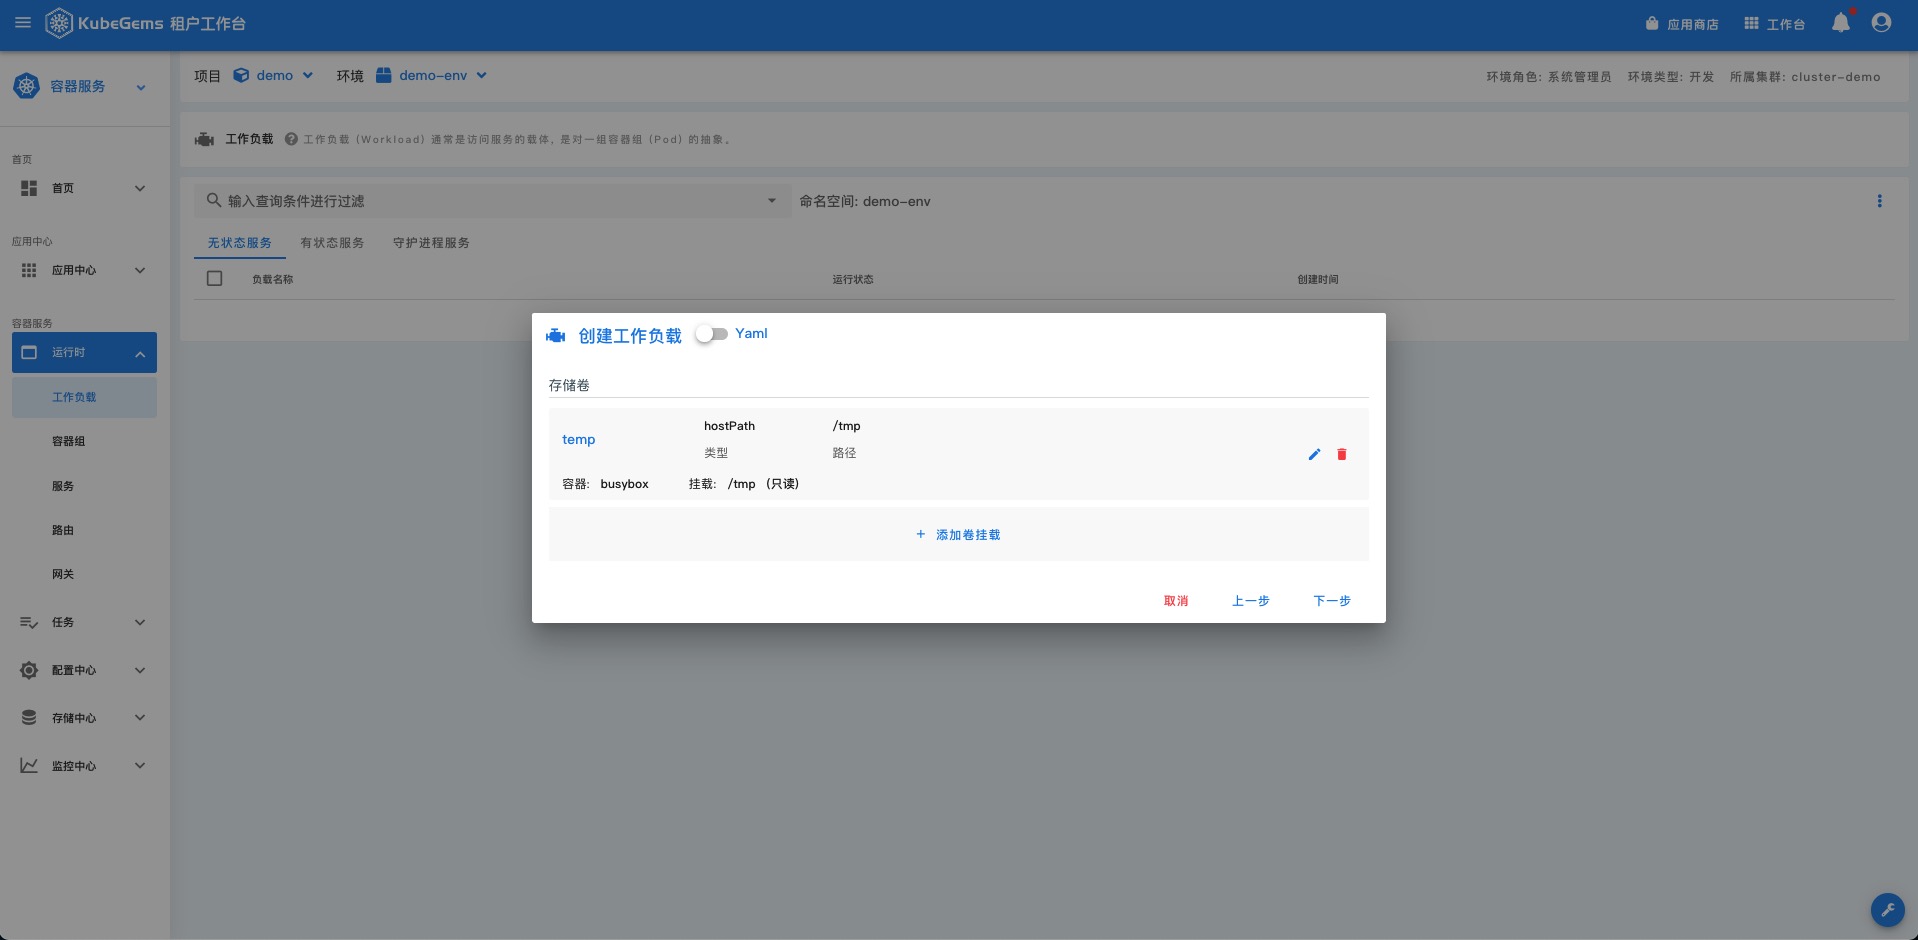 KubeGems 租户工作台
应用商店
工作台
容器服务
项目 demo 环境 demo-env
环境角色: 系统管理员 环境类型: 开发 所属集群: cluster-demo
工作负载 工作负载 (Workload) 通常是访问服务的载体, 是对一组容器组 (Pod) 的抽象。
首页
首页
应用中心
应用中心
容器服务
运行时
工作负载
容器组
服务
路由
网关
任务
配置中心
存储中心
监控中心
输入查询条件进行过滤
命名空间: demo-env
无状态服务 有状态服务 守护进程服务
负载名称 运行状态 创建时间
创建工作负载 Yaml
存储卷
temp
hostPath /tmp
类型 路径
容器: busybox 挂载: /tmp (只读)
+ 添加卷挂载
取消 上一步 下一步